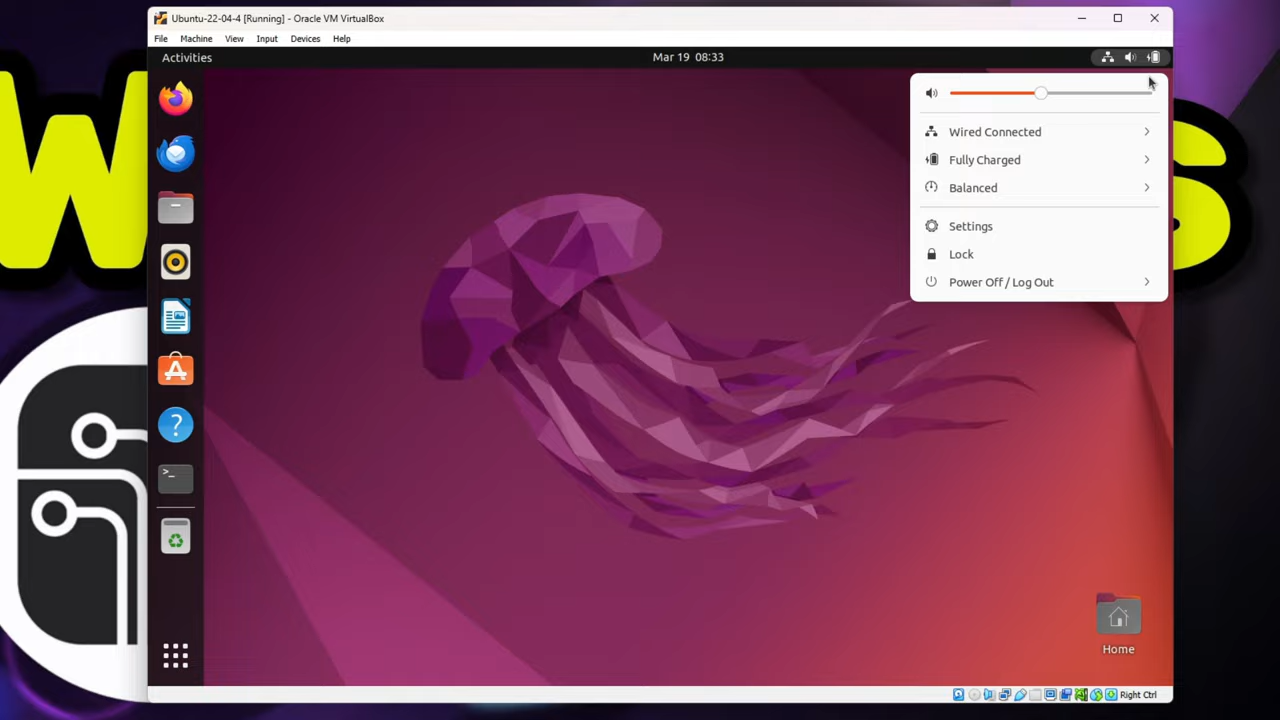 Ubuntu-22-04-4 [Running] - Oracle VM VirtualBox
File Machine View Input Devices Help
Activities
Mar 19 08:33
Wired Connected
Fully Charged
Balanced
Settings
Lock
Power Off / Log Out
Home
Right Ctrl